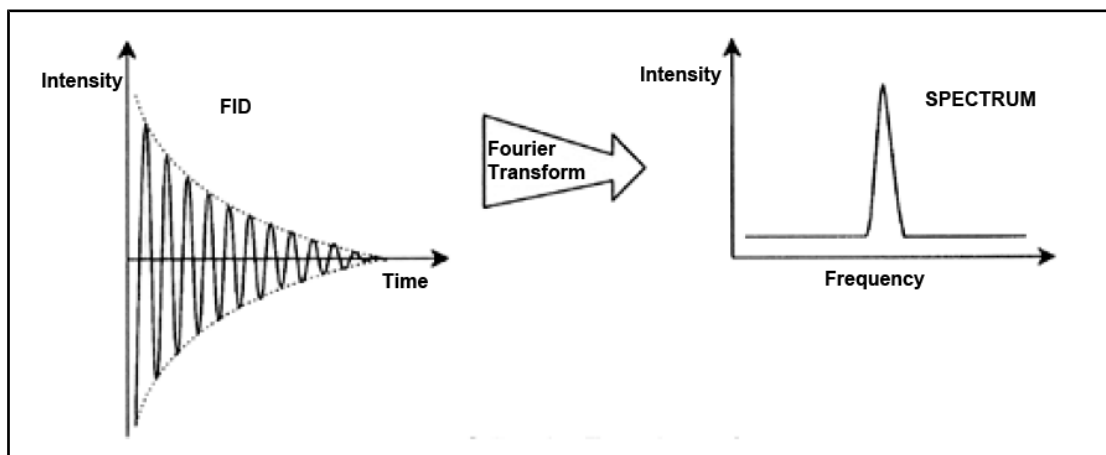 Intensity
FID
Time
Fourier
Transform
Intensity
SPECTRUM
Frequency